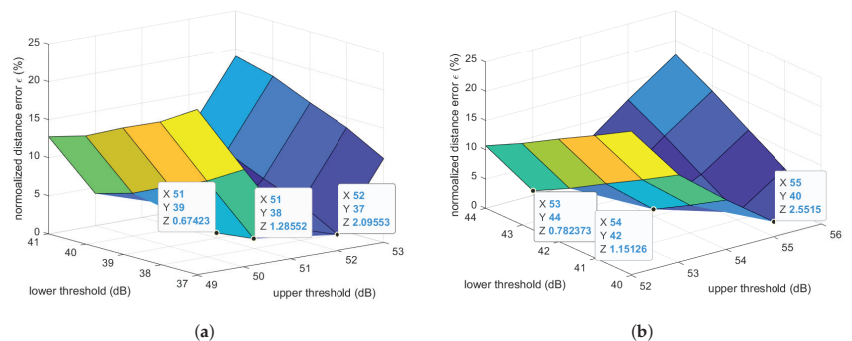 normoalized distance error ϵ (%)
25
20
15
10
5
0
41
40
39
38
37
49
50
51
52
53
lower threshold (dB)
upper threshold (dB)
X 51
Y 39
Z 0.67423
X 51
Y 38
Z 1.28552
X 52
Y 37
Z 2.09553
(a)
normoalized distance error ϵ (%)
25
20
15
10
5
0
44
43
42
41
40
52
53
54
55
56
lower threshold (dB)
upper threshold (dB)
X 53
Y 44
Z 0.782373
X 54
Y 42
Z 1.15126
X 55
Y 40
Z 2.5515
(b)